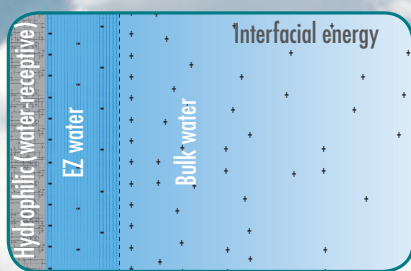 Interfacial energy
Hydrophilic (water-receptive)
EZ water
Bulk water